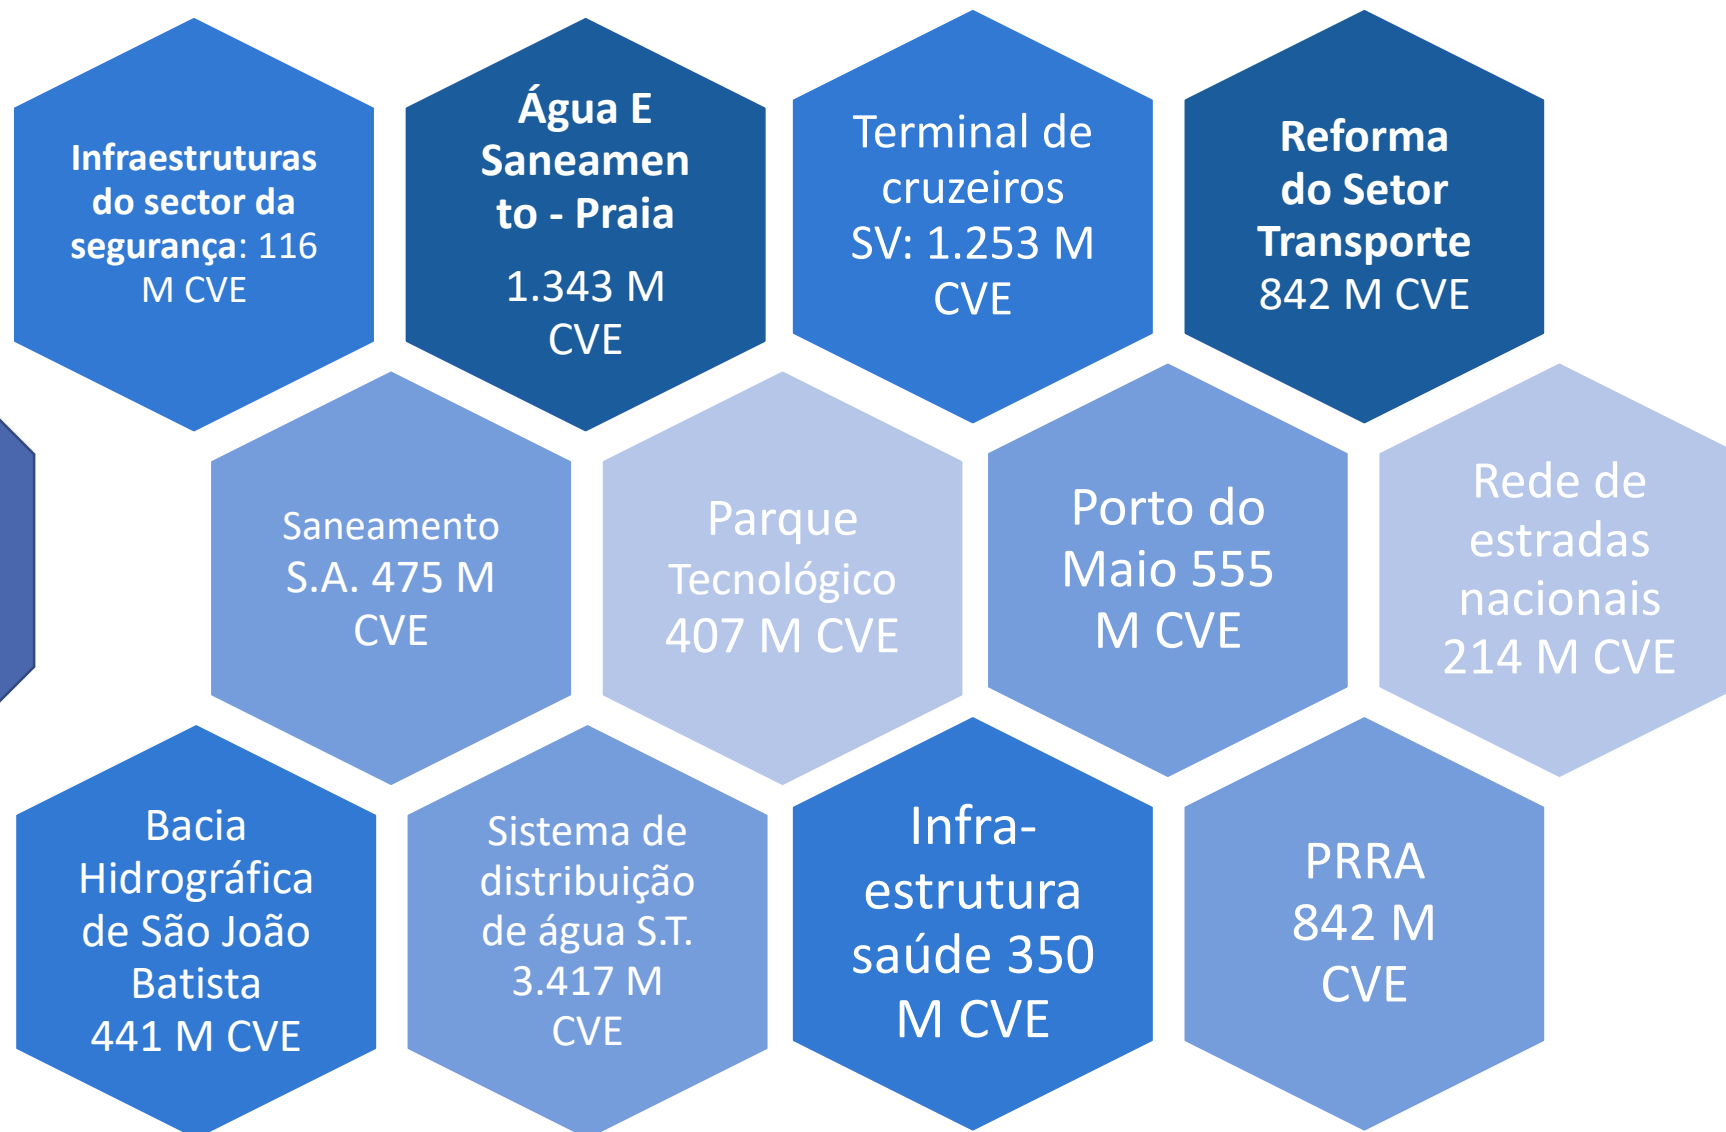 Infraestruturas
do sector da
segurança: 116
M CVE
Água E
Saneamen
to - Praia
1.343 M
CVE
Terminal de
cruzeiros
SV: 1.253 M
CVE
Reforma
do Setor
Transporte
842 M CVE
Saneamento
S.A. 475 M
CVE
Parque
Tecnológico
407 M CVE
Porto do
Maio 555
M CVE
Rede de
estradas
nacionais
214 M CVE
Bacia
Hidrográfica
de São João
Batista
441 M CVE
Sistema de
distribuição
de água S.T.
3.417 M
CVE
Infra-
estrutura
saúde 350
M CVE
PRRA
842 M
CVE